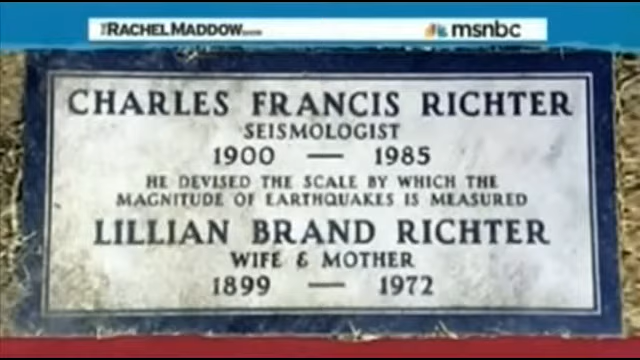 THE RACHEL MADDOW SHOW
msnbc
CHARLES FRANCIS RICHTER
SEISMOLOGIST
1900 — 1985
HE DEVISED THE SCALE BY WHICH THE
MAGNITUDE OF EARTHQUAKES IS MEASURED
LILLIAN BRAND RICHTER
WIFE & MOTHER
1899 — 1972